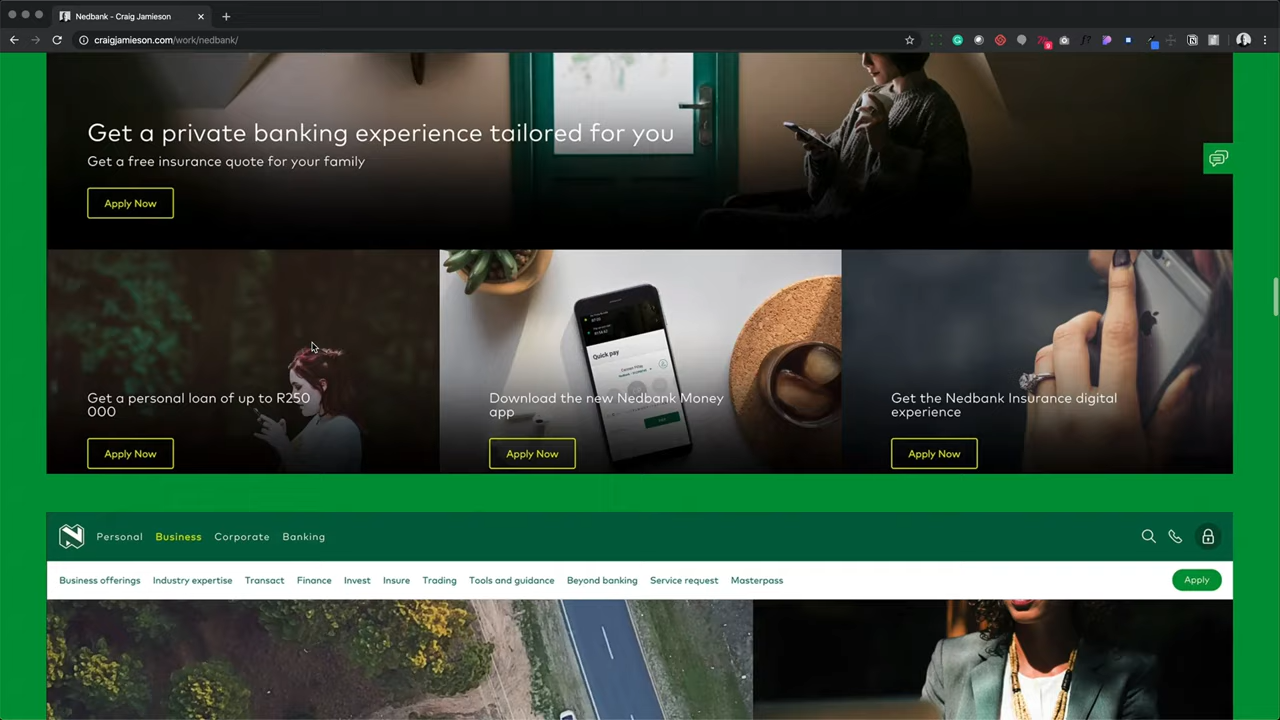 Nedbank - Craig Jamieson
craigjamieson.com/work/nedbank/
Get a private banking experience tailored for you
Get a free insurance quote for your family
Apply Now
Quick pay
Get a personal loan of up to R250
000
Apply Now
Download the new Nedbank Money
app
Apply Now
Get the Nedbank Insurance digital
experience
Apply Now
Personal Business Corporate Banking
Business offerings Industry expertise Transact Finance Invest Insure Trading Tools and guidance Beyond banking Service request Masterpass Apply